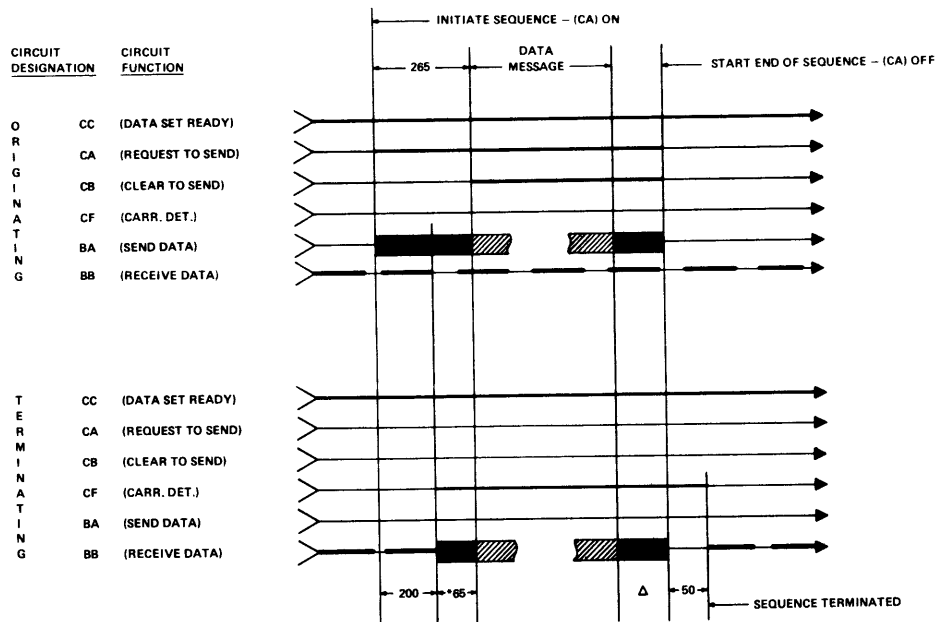 INITIATE SEQUENCE – (CA) ON
CIRCUIT DESIGNATION
CIRCUIT FUNCTION
265
DATA MESSAGE
START END OF SEQUENCE – (CA) OFF
ORIGINATING
CC (DATA SET READY)
CA (REQUEST TO SEND)
CB (CLEAR TO SEND)
CF (CARR. DET.)
BA (SEND DATA)
BB (RECEIVE DATA)
TERMINATING
CC (DATA SET READY)
CA (REQUEST TO SEND)
CB (CLEAR TO SEND)
CF (CARR. DET.)
BA (SEND DATA)
BB (RECEIVE DATA)
200
*65
Δ
50
SEQUENCE TERMINATED